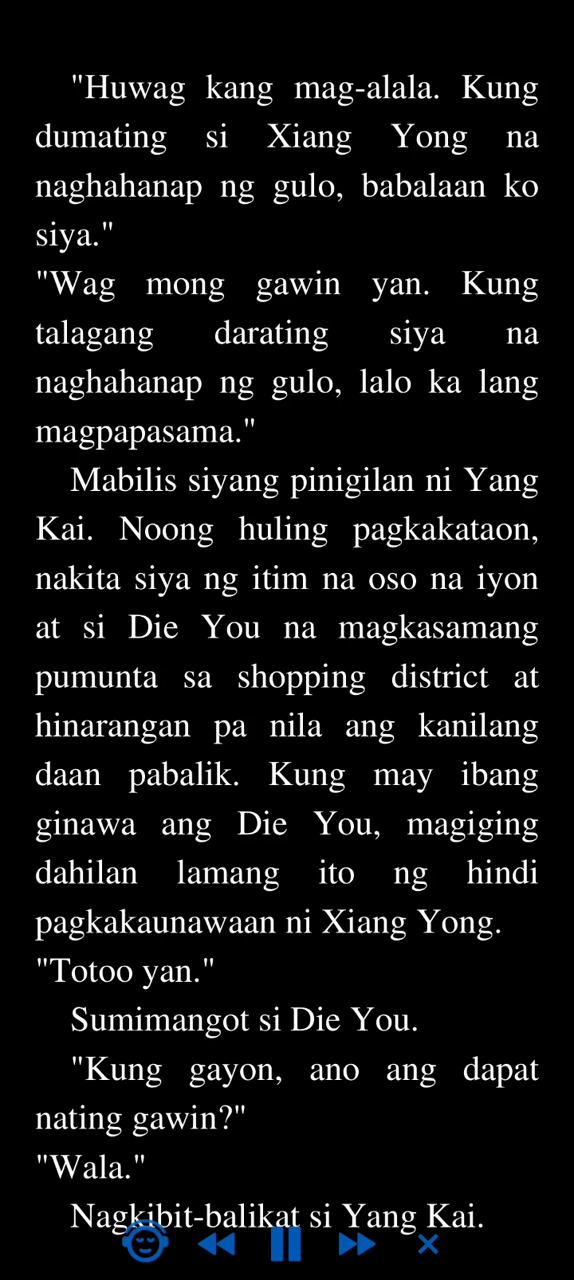 "Huwag kang mag-alala. Kung
dumating si Xiang Yong na
naghahanap ng gulo, babalaan ko
siya."
"Wag mong gawin yan. Kung
talagang darating siya na
naghahanap ng gulo, lalo ka lang
magpapasama."
Mabilis siyang pinigilan ni Yang
Kai. Noong huling pagkakataon,
nakita siya ng itim na oso na iyon
at si Die You na magkasamang
pumunta sa shopping district at
hinarangan pa nila ang kanilang
daan pabalik. Kung may ibang
ginawa ang Die You, magiging
dahilan lamang ito ng hindi
pagkakaunawaan ni Xiang Yong.
"Totoo yan."
Sumimangot si Die You.
"Kung gayon, ano ang dapat
nating gawin?"
"Wala."
Nagkibit-balikat si Yang Kai.